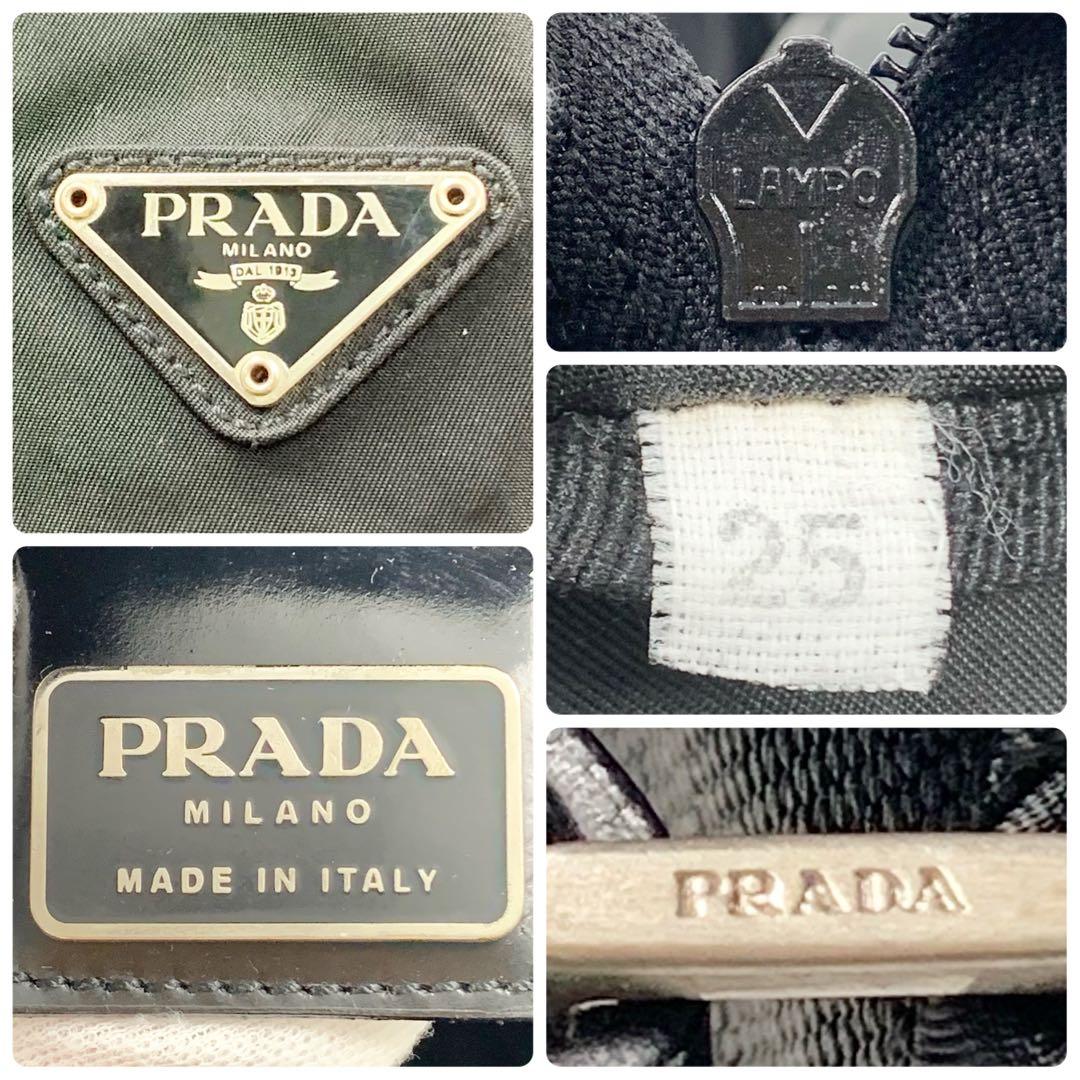 PRADA
MILANO
DAL 1913
LAMPO
25
PRADA
MILANO
MADE IN ITALY
PRADA